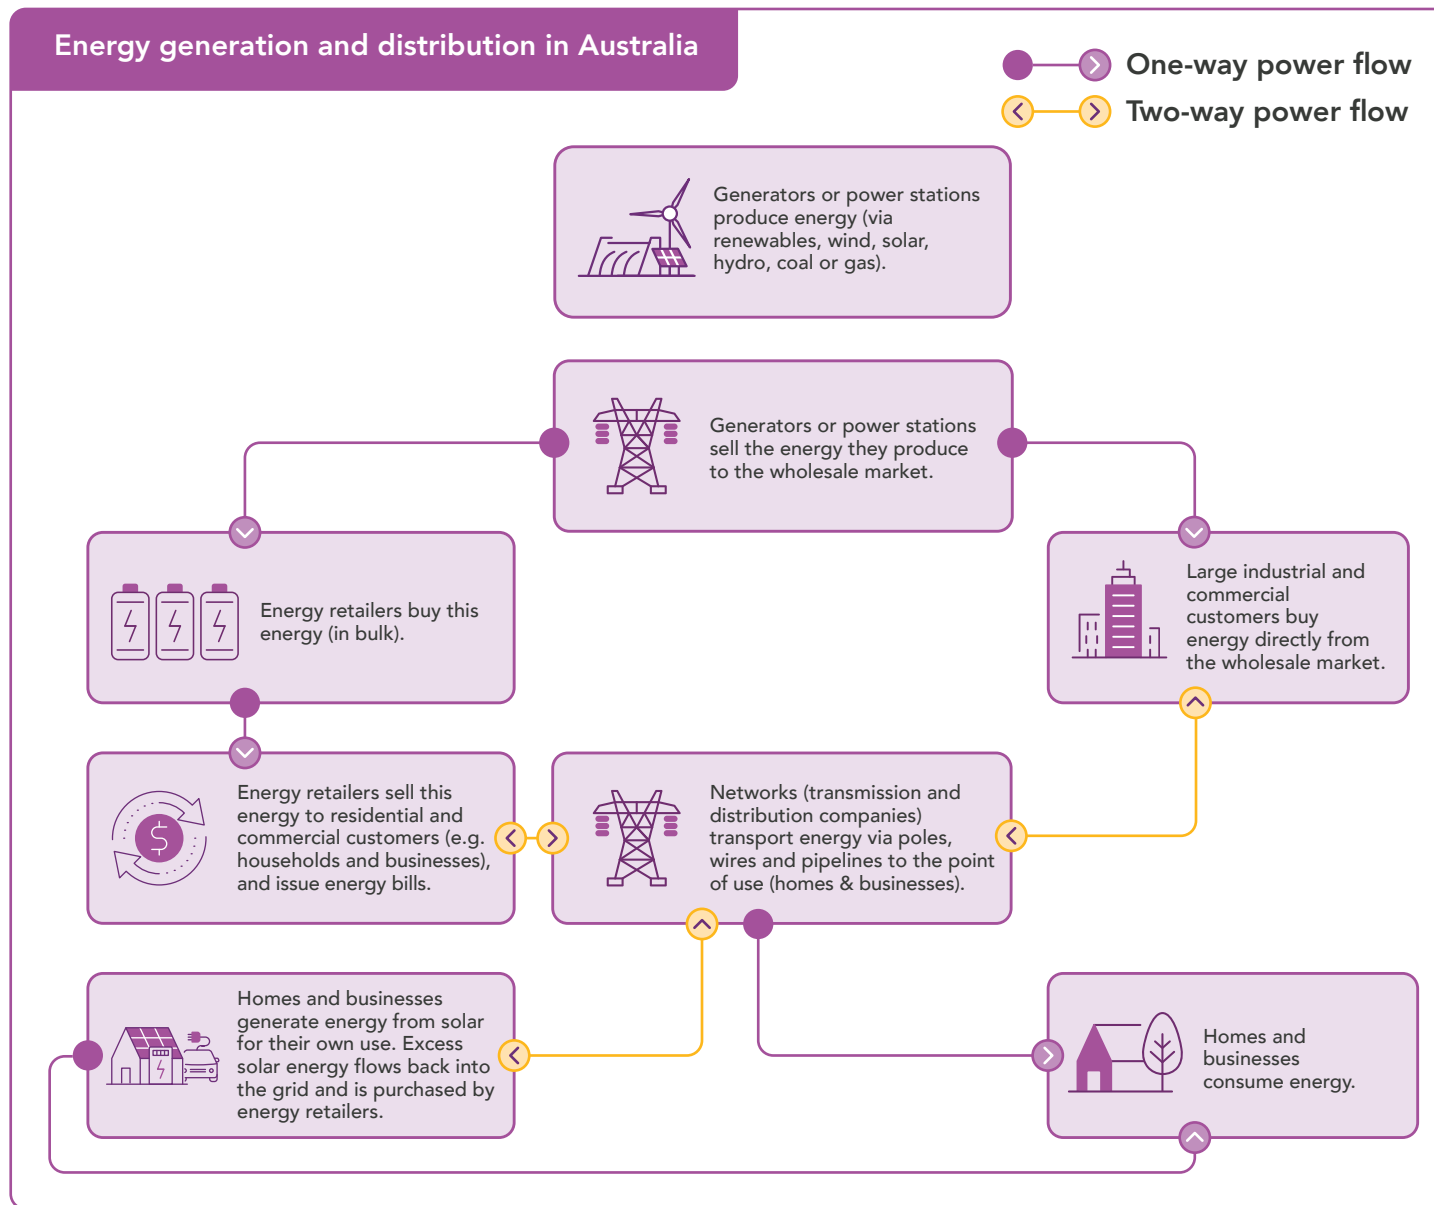 Energy generation and distribution in Australia
One-way power flow
Two-way power flow
Generators or power stations
produce energy (via
renewables, wind, solar,
hydro, coal or gas).
Generators or power stations
sell the energy they produce
to the wholesale market.
Energy retailers buy this
energy (in bulk).
Large industrial and
commercial
customers buy
energy directly from
the wholesale market.
Energy retailers sell this
energy to residential and
commercial customers (e.g.
households and businesses),
and issue energy bills.
$
Networks (transmission and
distribution companies)
transport energy via poles,
wires and pipelines to the point
of use (homes & businesses).
Homes and businesses
generate energy from solar
for their own use. Excess
solar energy flows back into
the grid and is purchased by
energy retailers.
Homes and
businesses
consume energy.